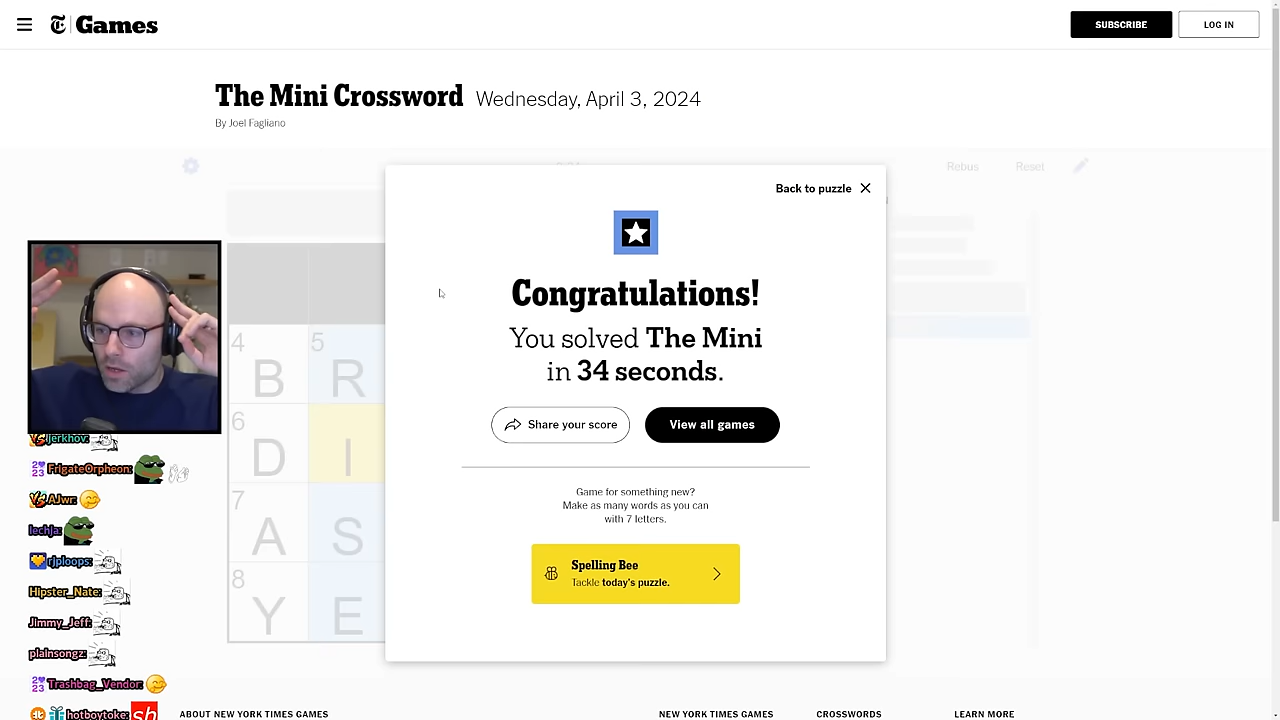 Games
SUBSCRIBE
LOG IN
The Mini Crossword Wednesday, April 3, 2024
By Joel Fagliano
Rebus
Reset
Back to puzzle
Congratulations!
You solved The Mini
in 34 seconds.
Share your score
View all games
Game for something new?
Make as many words as you can
with 7 letters.
Spelling Bee
Tackle today's puzzle.
4 B 5 R
6 D I
7 A S
8 Y E
Jerkhov:
FrigateOrpheon:
AJwr:
lechja:
rjploops:
Hipster_Nate:
Jimmy_Jeff:
plainsongz:
Trashbag_Vendor:
hotboytoke: sh
ABOUT NEW YORK TIMES GAMES
NEW YORK TIMES GAMES
CROSSWORDS
LEARN MORE